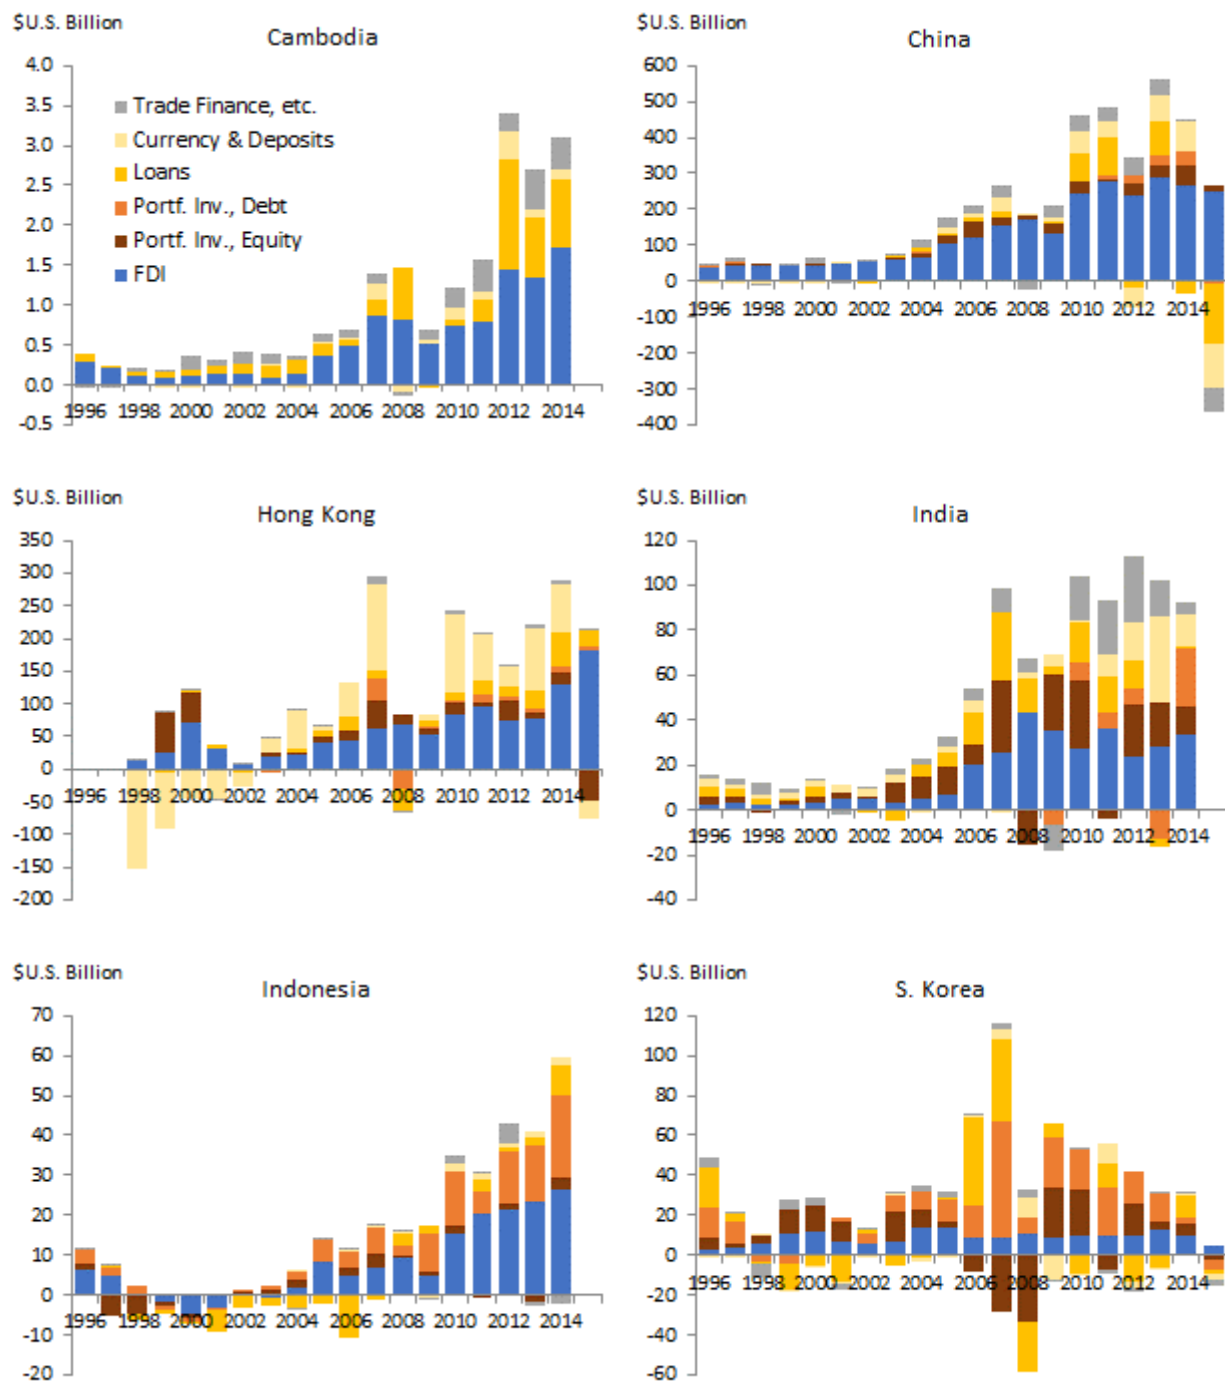 $U.S. Billion
Cambodia
4.0
3.5
3.0
2.5
2.0
1.5
1.0
0.5
0.0
-0.5
Trade Finance, etc.
Currency & Deposits
Loans
Portf. Inv., Debt
Portf. Inv., Equity
FDI
1996 1998 2000 2002 2004 2006 2008 2010 2012 2014
$U.S. Billion
China
600
500
400
300
200
100
0
-100
-200
-300
-400
1996 1998 2000 2002 2004 2006 2008 2010 2012 2014
$U.S. Billion
Hong Kong
350
300
250
200
150
100
50
0
-50
-100
-150
-200
1996 1998 2000 2002 2004 2006 2008 2010 2012 2014
$U.S. Billion
India
120
100
80
60
40
20
0
-20
-40
1996 1998 2000 2002 2004 2006 2008 2010 2012 2014
$U.S. Billion
Indonesia
70
60
50
40
30
20
10
0
-10
-20
1996 1998 2000 2002 2004 2006 2008 2010 2012 2014
$U.S. Billion
S. Korea
120
100
80
60
40
20
0
-20
-40
-60
1996 1998 2000 2002 2004 2006 2008 2010 2012 2014